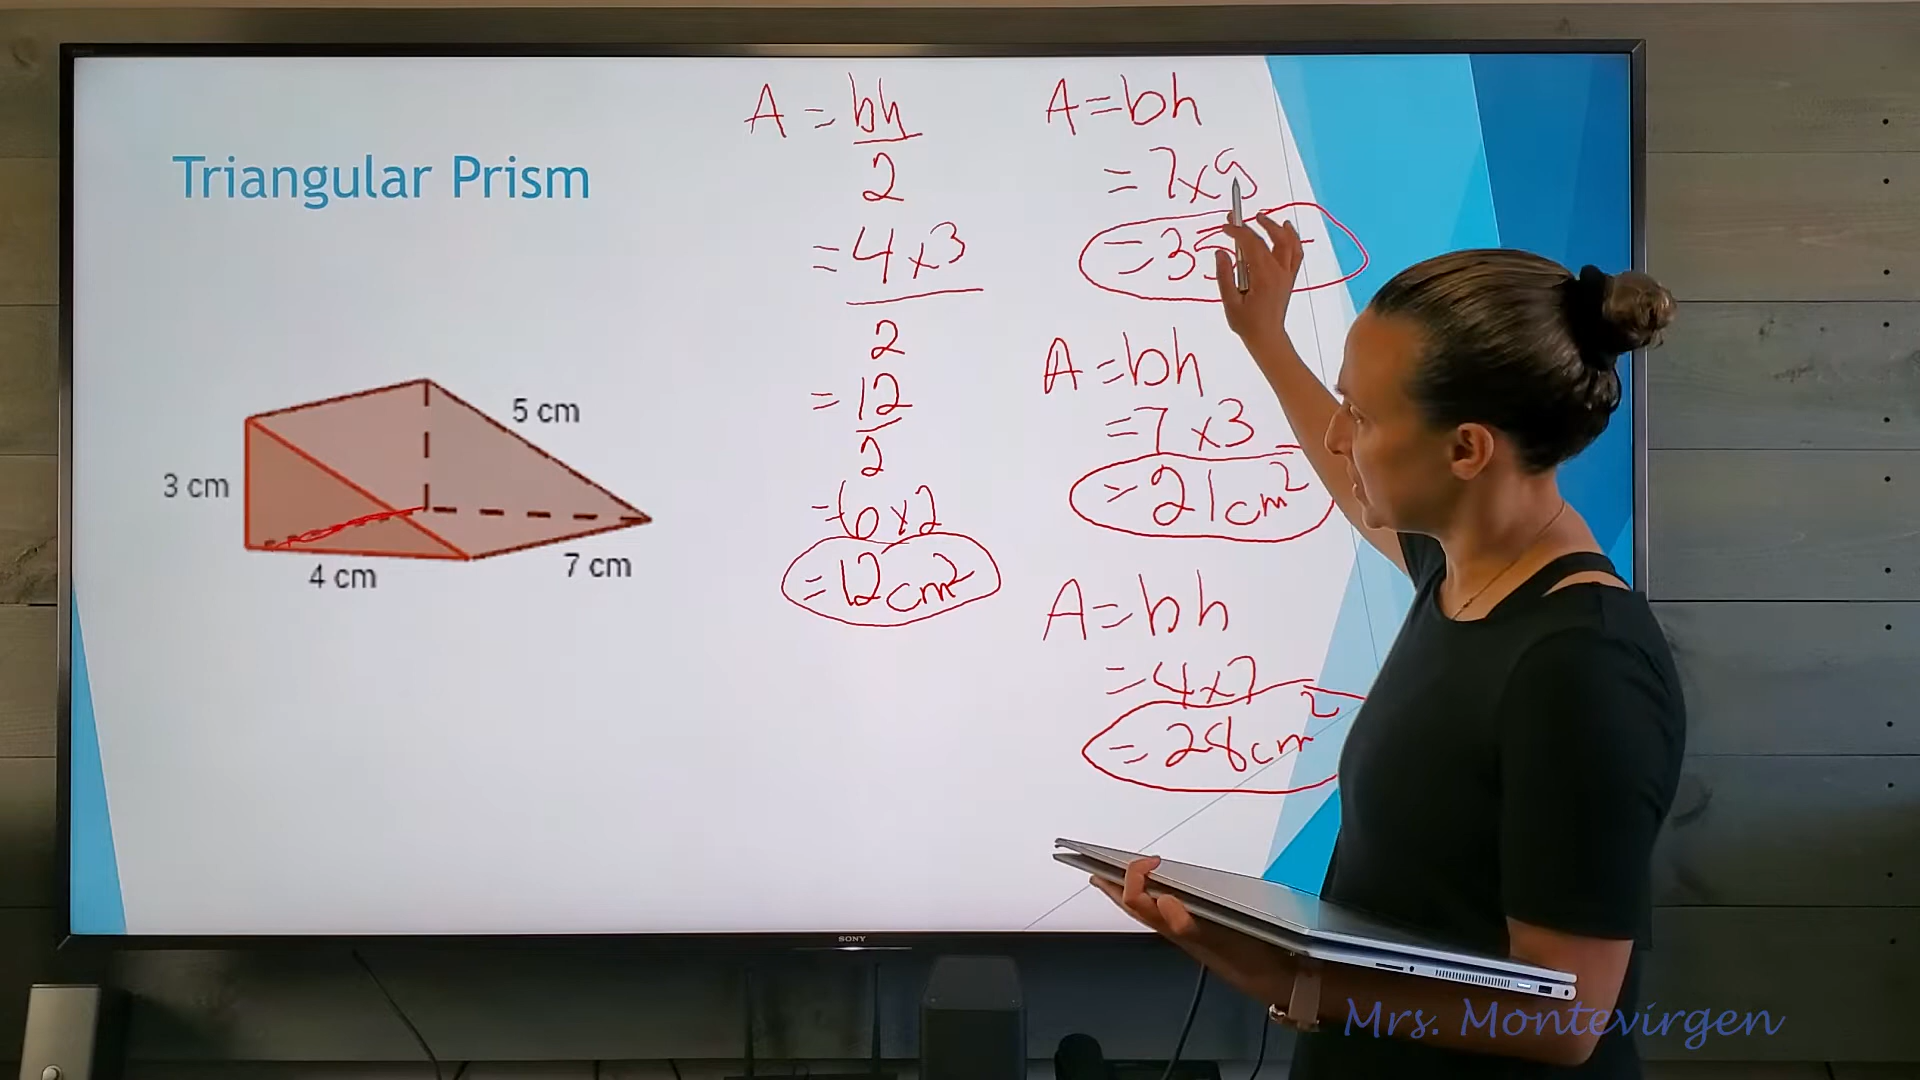 Triangular Prism
5 cm
3 cm
4 cm
7 cm
A = bh
2
= 4 x 3
2
= 12
2
= 6 x 2
= 12 cm²
A = bh
= 7 x
= 35
A = bh
= 7 x 3
= 21 cm²
A = bh
= 4 x 7
= 28 cm²
SONY
Mrs. Montevirgen